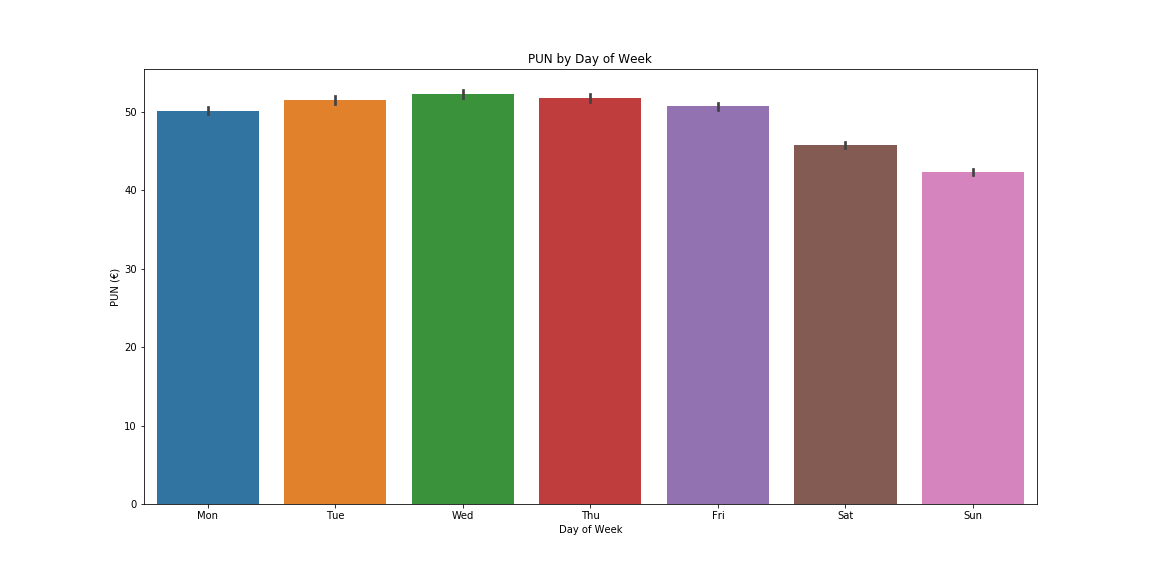 PUN by Day of Week
PUN (€)
50
40
30
20
10
0
Mon Tue Wed Thu Fri Sat Sun
Day of Week